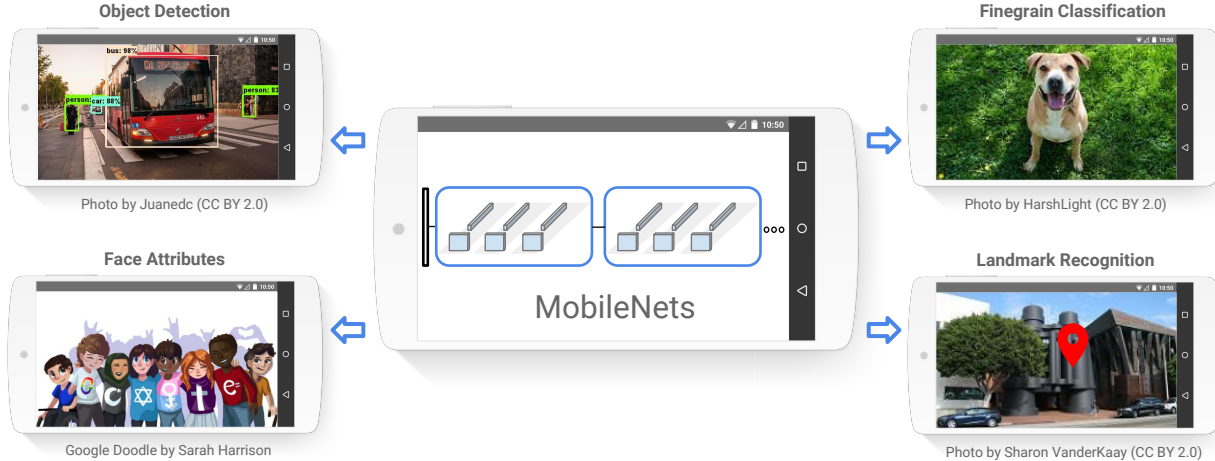 Object Detection
10:50
bus: 98%
person:
car: 88%
person: 83
Photo by Juanedc (CC BY 2.0)
Finegrain Classification
10:50
Photo by HarshLight (CC BY 2.0)
10:50
MobileNets
Face Attributes
10:50
G
t
e=
Google Doodle by Sarah Harrison
Landmark Recognition
10:50
Photo by Sharon VanderKaay (CC BY 2.0)